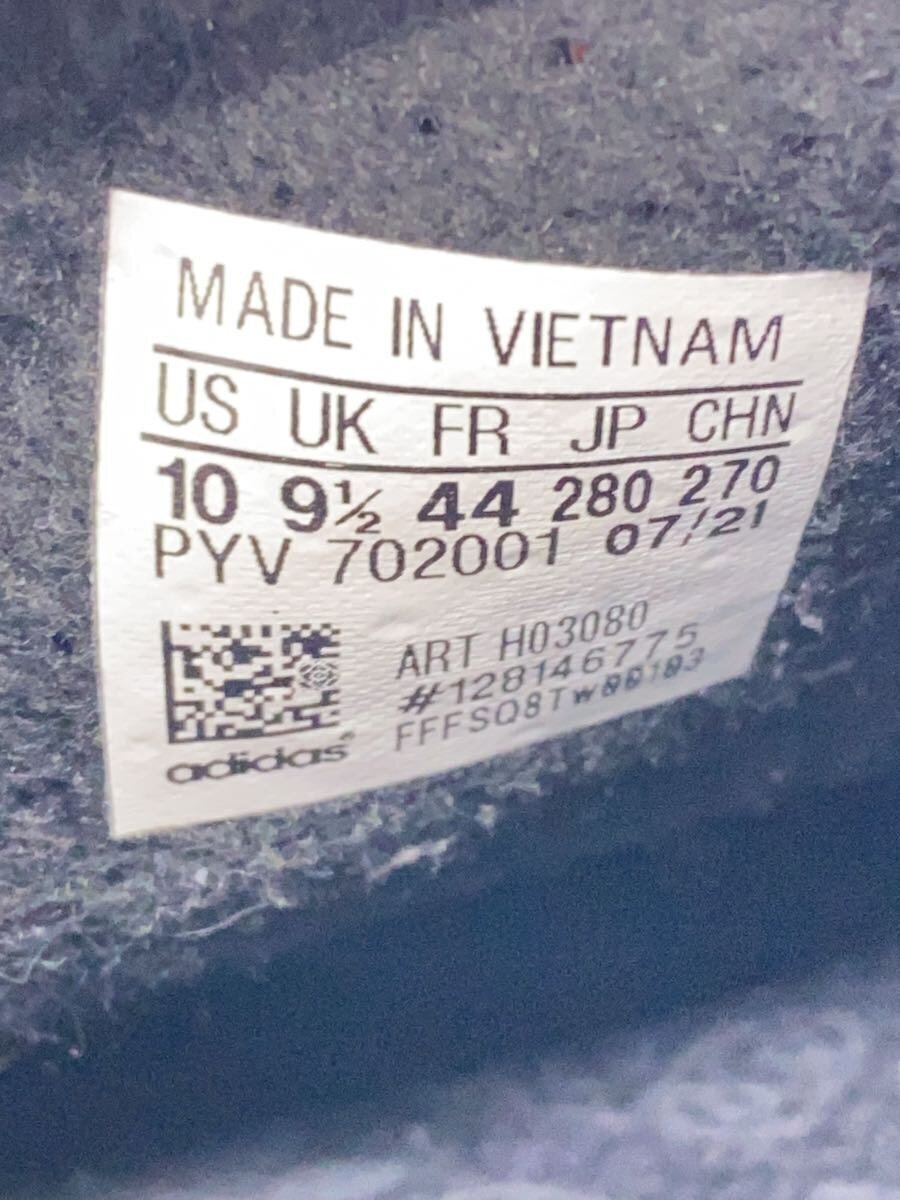 MADE IN VIETNAM
US UK FR JP CHN
10 9½ 44 280 270
PYV 702001 07/21
ART H03080
#128146775
FFFSQ8TW00103
adidas®